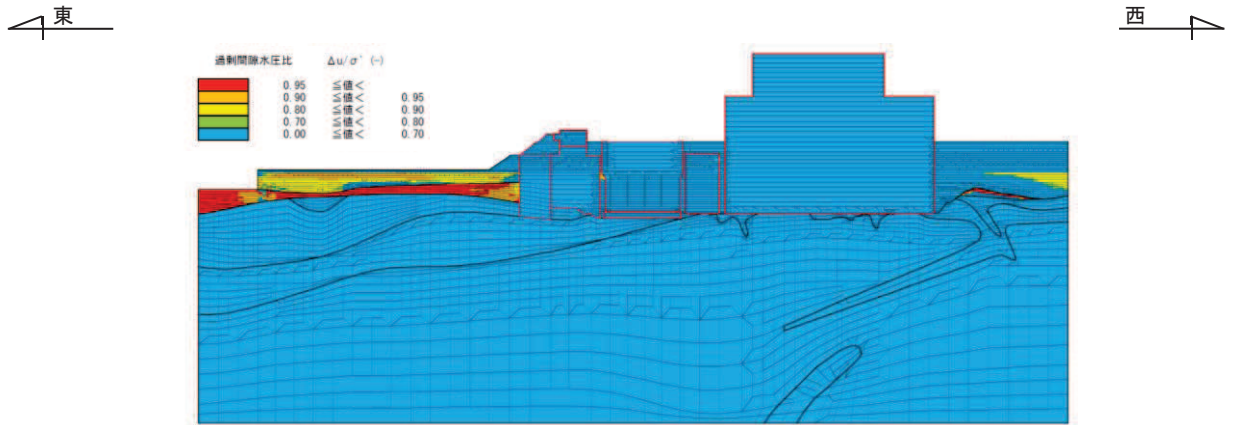 東
西
過剰間隙水圧比 Δu/σ' (-)
0.95 ≦値<
0.90 ≦値< 0.95
0.80 ≦値< 0.90
0.70 ≦値< 0.80
0.00 ≦値< 0.70